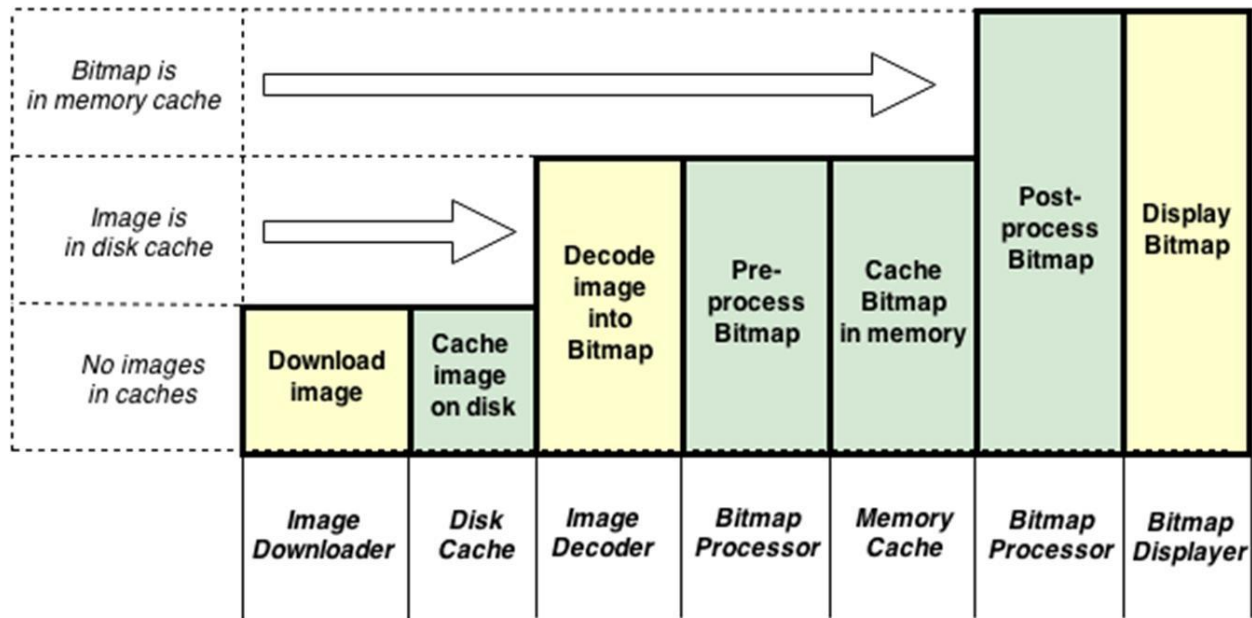 Bitmap is
in memory cache
Image is
in disk cache
No images
in caches
Download
image
Cache
image
on disk
Decode
image
into
Bitmap
Pre-
process
Bitmap
Cache
Bitmap
in memory
Post-
process
Bitmap
Display
Bitmap
Image
Downloader
Disk
Cache
Image
Decoder
Bitmap
Processor
Memory
Cache
Bitmap
Processor
Bitmap
Displayer